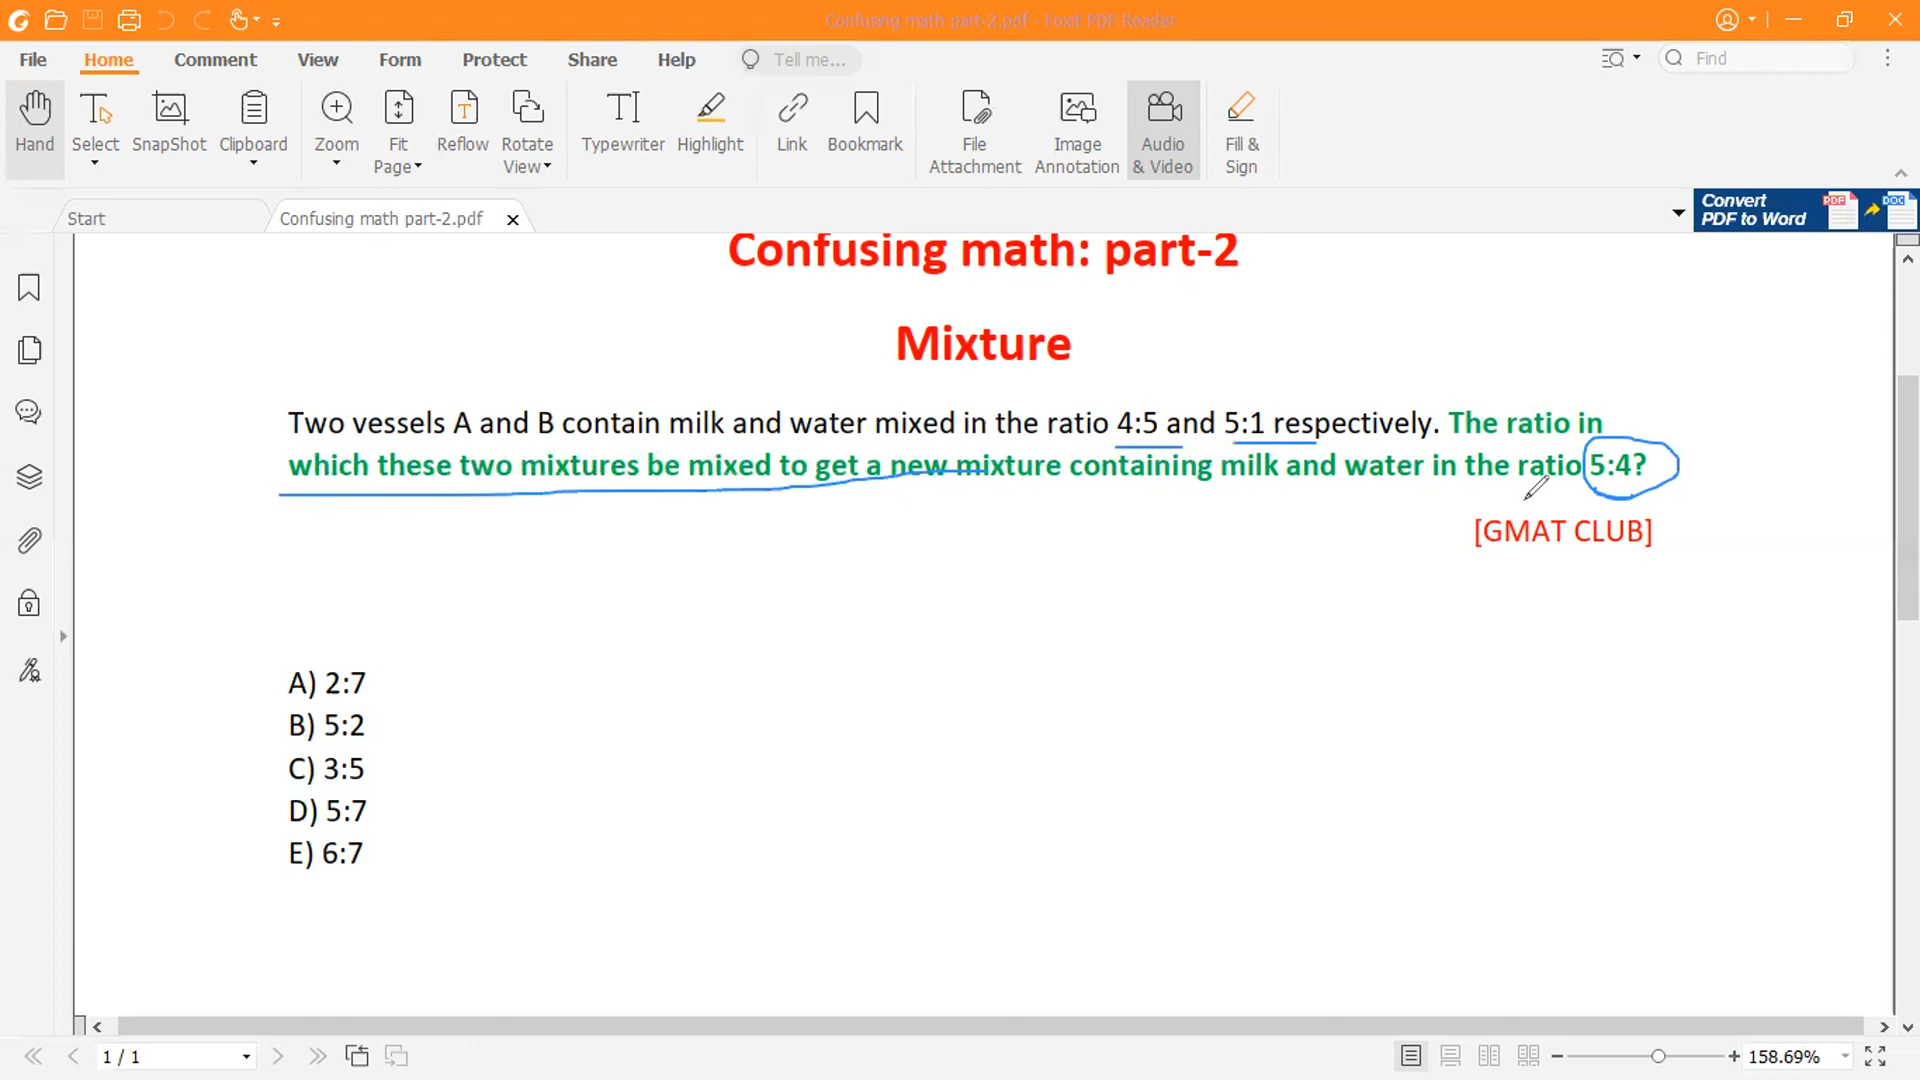 Confusing math part-2.pdf - Foxit PDF Reader
File Home Comment View Form Protect Share Help Tell me... Find
Hand Select SnapShot Clipboard Zoom Fit Page Reflow Rotate View Typewriter Highlight Link Bookmark File Attachment Image Annotation Audio & Video Fill & Sign
Start Confusing math part-2.pdf
Convert PDF to Word PDF DOC
Confusing math: part-2
Mixture
Two vessels A and B contain milk and water mixed in the ratio 4:5 and 5:1 respectively. The ratio in
which these two mixtures be mixed to get a new mixture containing milk and water in the ratio 5:4?
[GMAT CLUB]
A) 2:7
B) 5:2
C) 3:5
D) 5:7
E) 6:7
1 / 1 158.69%